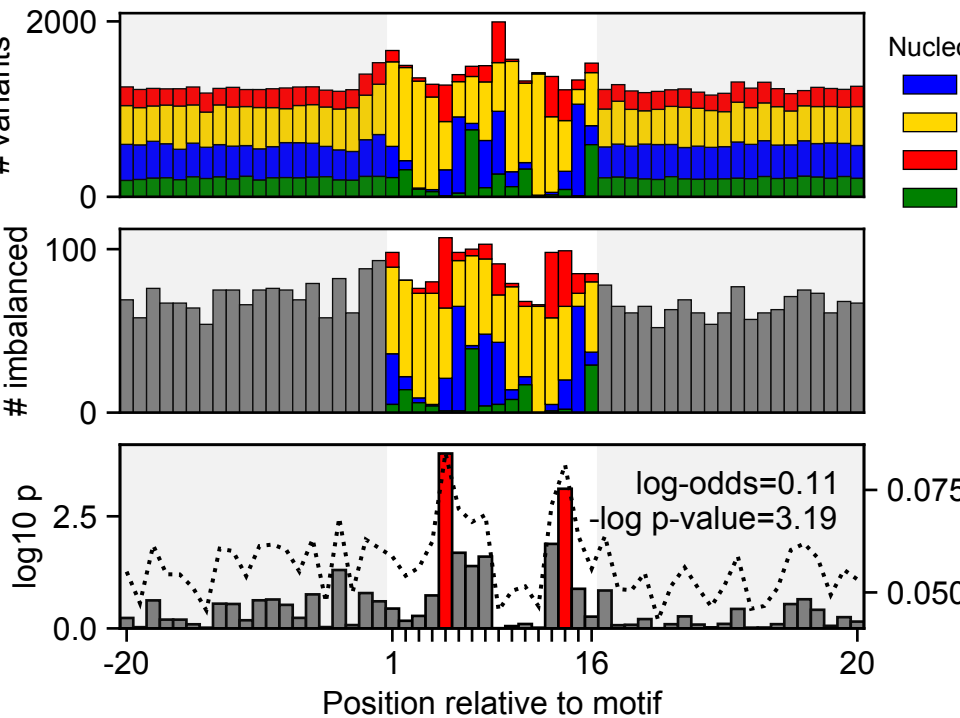 2000
0
# variants
100
0
# imbalanced
2.5
0.0
log10 p
log-odds=0.11
-log p-value=3.19
0.075
0.050
-20
1
16
20
Position relative to motif